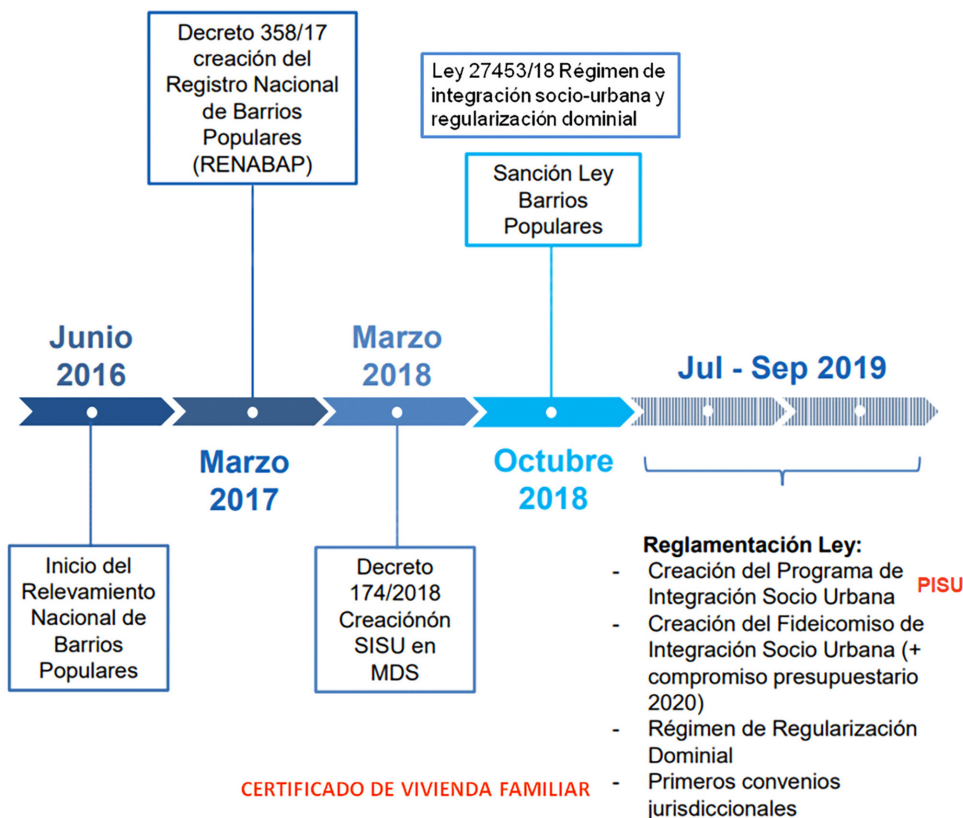 Decreto 358/17
creación del
Registro Nacional
de Barrios
Populares
(RENABAP)
Ley 27453/18 Régimen de
integración socio-urbana y
regularización dominial
Sanción Ley
Barrios
Populares
Junio
2016
Marzo
2018
Jul - Sep 2019
Marzo
2017
Octubre
2018
Inicio del
Relevamiento
Nacional de
Barrios
Populares
Decreto
174/2018
Creaciónón
SISU en
MDS
Reglamentación Ley:
- Creación del Programa de
Integración Socio Urbana PISU
- Creación del Fideicomiso de
Integración Socio Urbana (+
compromiso presupuestario
2020)
- Régimen de Regularización
Dominial
- Primeros convenios
jurisdiccionales
CERTIFICADO DE VIVIENDA FAMILIAR